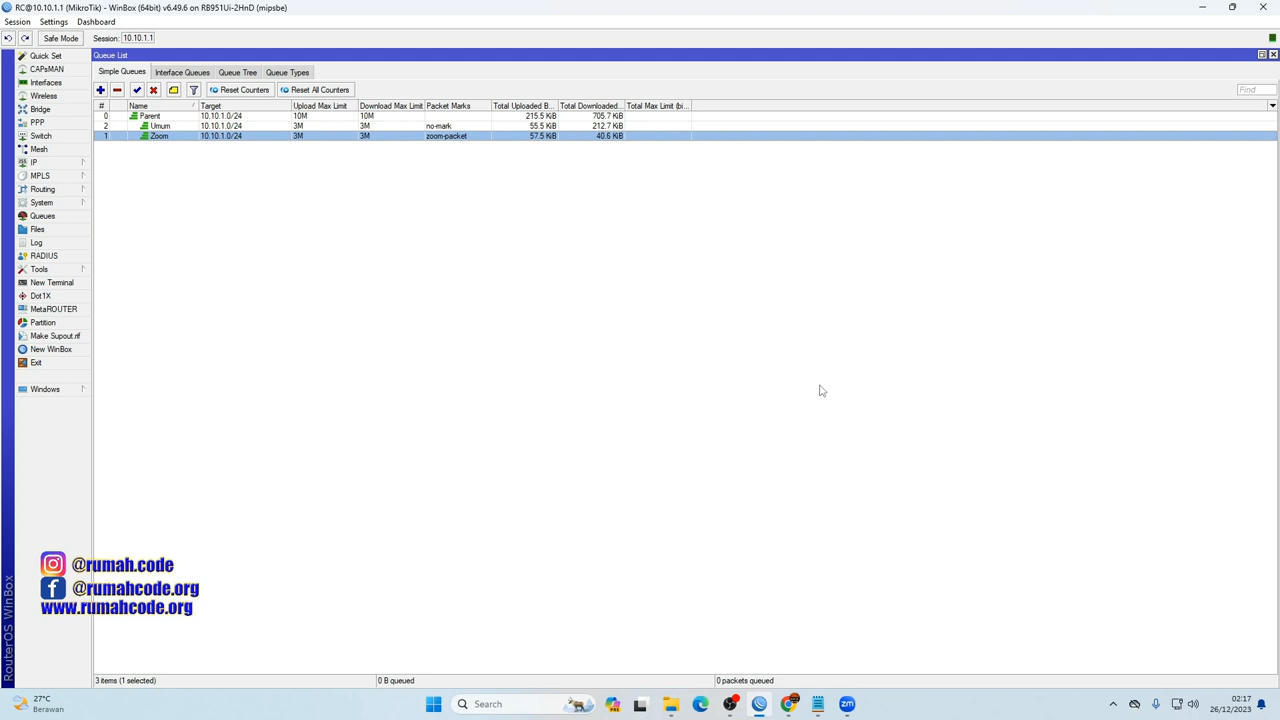 RC@10.10.1.1 (MikroTik) - WinBox (64bit) v6.49.6 on RB951Ui-2HnD (mipsbe)
Session Settings Dashboard
Safe Mode Session: 10.10.1.1
Quick Set
CAPsMAN
Interfaces
Wireless
Bridge
PPP
Switch
Mesh
IP
MPLS
Routing
System
Queues
Files
Log
RADIUS
Tools
New Terminal
Dot1X
MetaROUTER
Partition
Make Supout.rif
New WinBox
Exit
Windows
RouterOS WinBox
Queue List
Simple Queues Interface Queues Queue Tree Queue Types
Reset Counters Reset All Counters Find
# Name / Target Upload Max Limit Download Max Limit Packet Marks Total Uploaded B... Total Downloaded... Total Max Limit (bi...
0 Parent 10.10.1.0/24 10M 10M 215.5 KiB 705.7 KiB
2 Umum 10.10.1.0/24 3M 3M no-mark 55.5 KiB 212.7 KiB
1 Zoom 10.10.1.0/24 3M 3M zoom-packet 57.5 KiB 40.6 KiB
@rumah.code
@rumahcode.org
www.rumahcode.org
3 items (1 selected) 0 B queued 0 packets queued
27°C
Berawan
Search
zm
02:17
26/12/2023